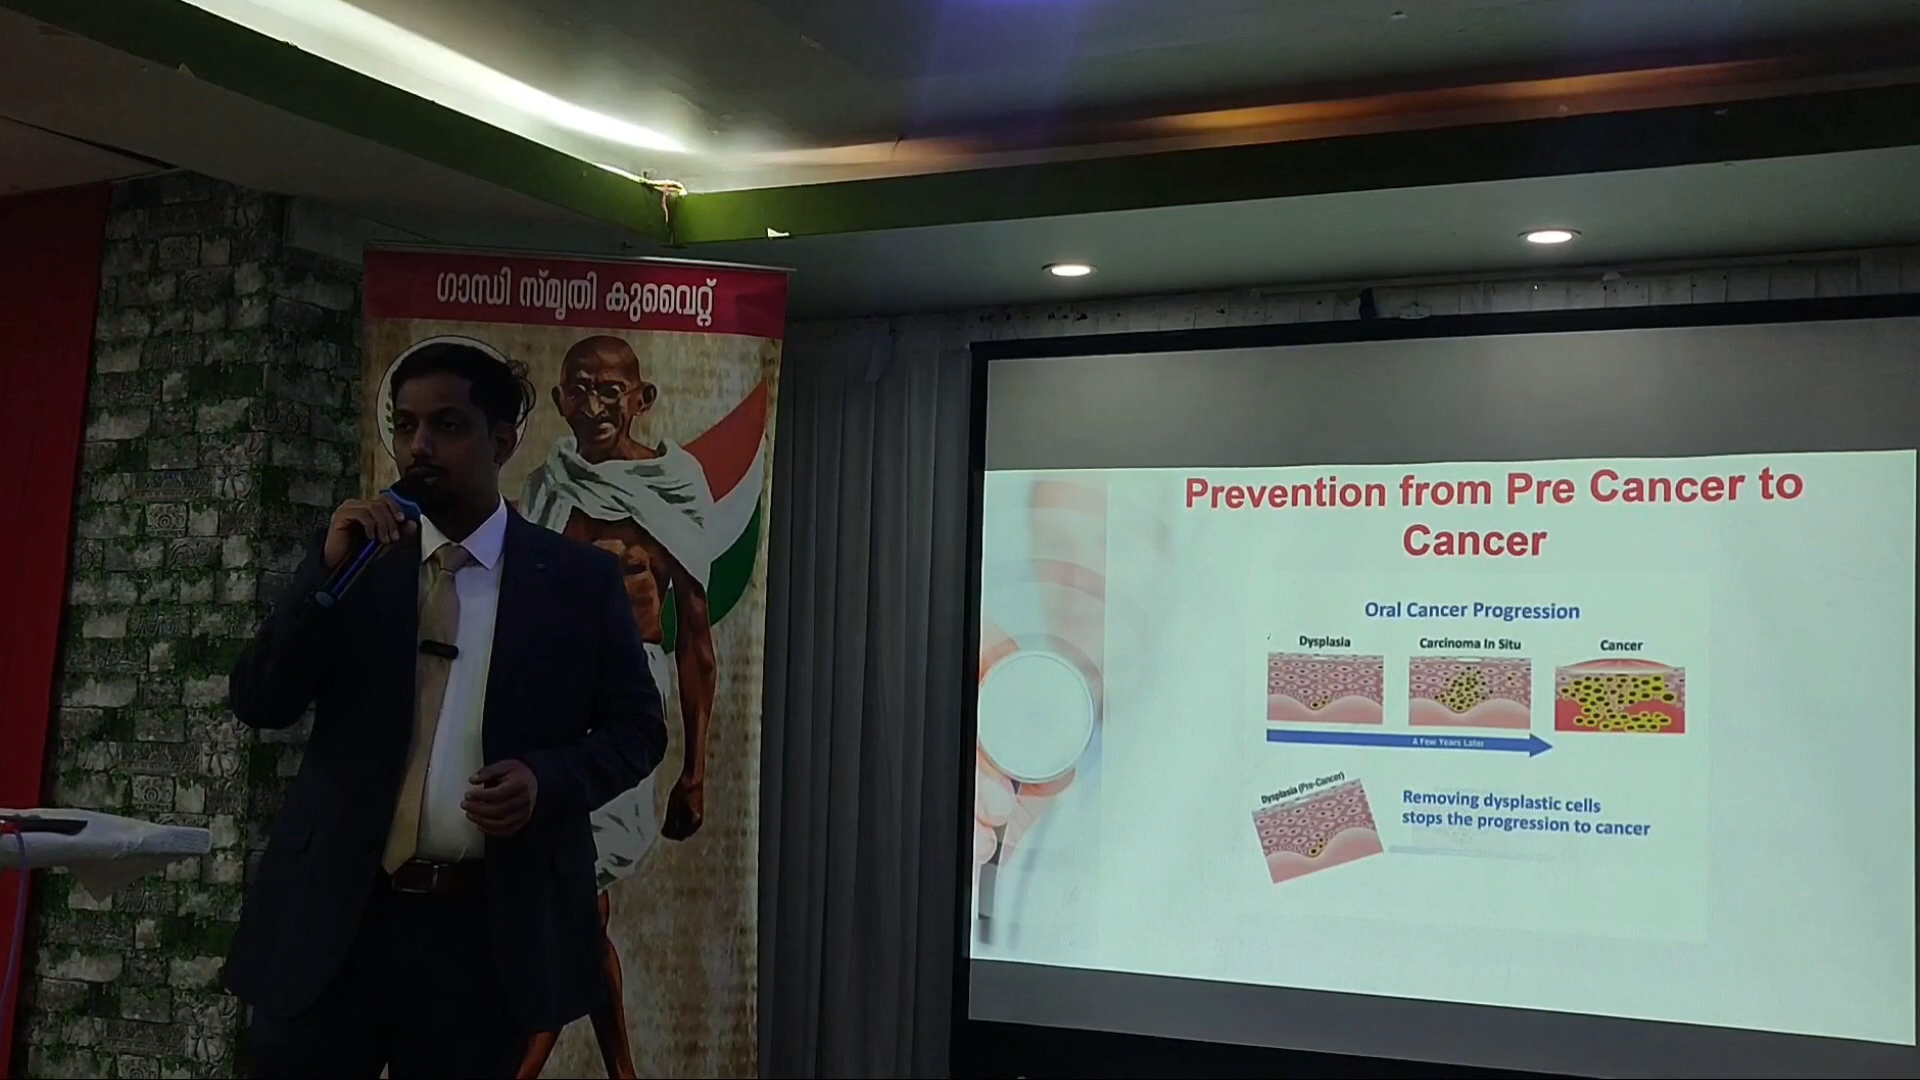 ഗാന്ധി സ്മൃതി കുവൈറ്റ്
Prevention from Pre Cancer to
Cancer
Oral Cancer Progression
Dysplasia
Carcinoma In Situ
Cancer
A Few Years Later
Dysplasia (Pre-Cancer)
Removing dysplastic cells
stops the progression to cancer